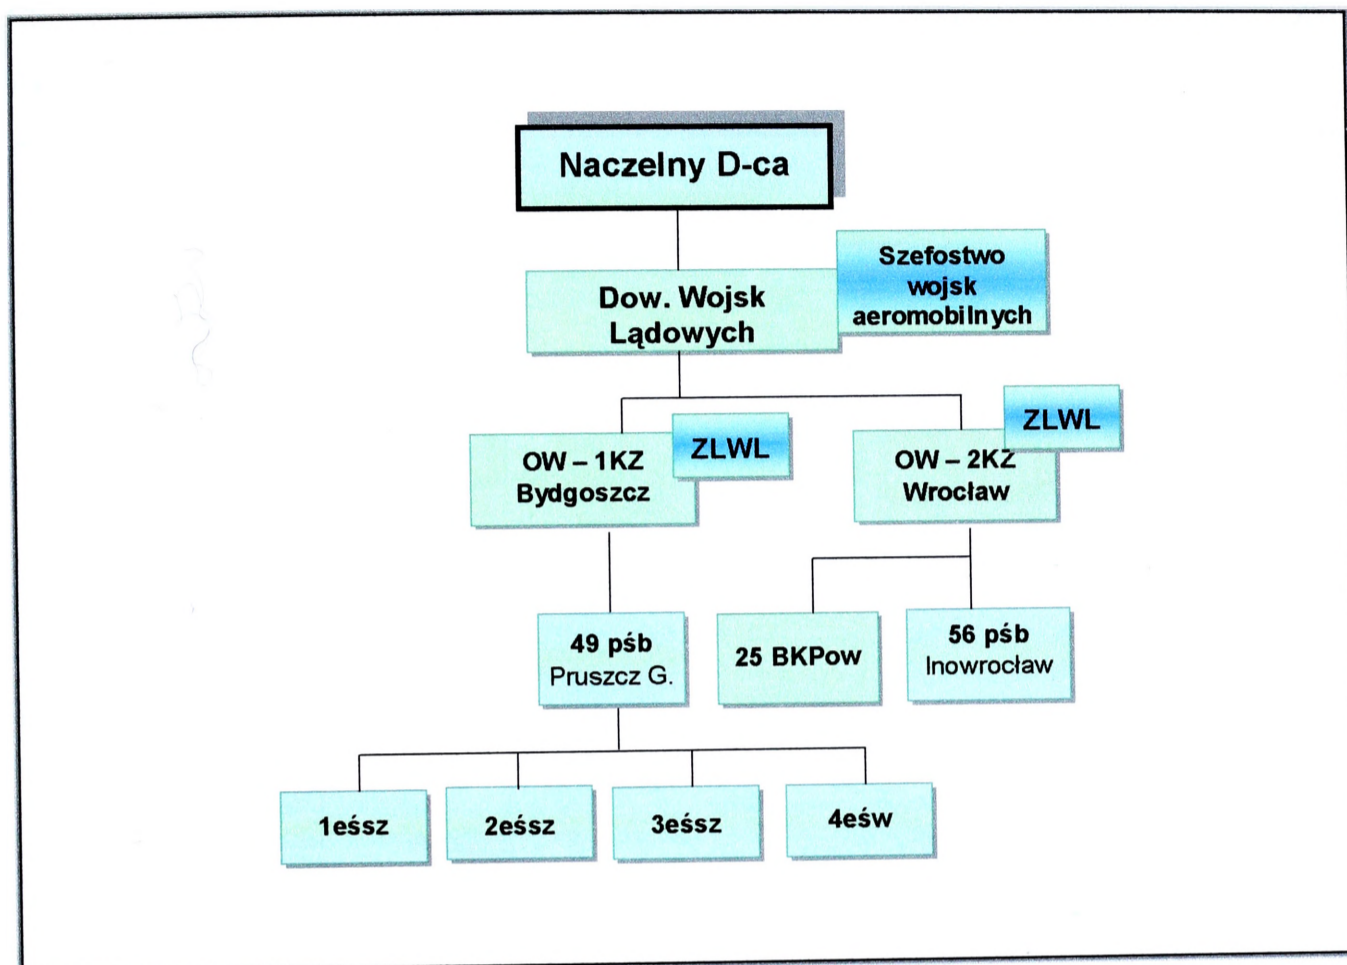 Naczelny D-ca
Szefostwo
wojsk
aeromobilnych
Dow. Wojsk
Lądowych
ZLWL
OW – 1KZ
Bydgoszcz
ZLWL
OW – 2KZ
Wrocław
49 pśb
Pruszcz G.
25 BKPow
56 pśb
Inowrocław
1eśsz
2eśsz
3eśsz
4eśw